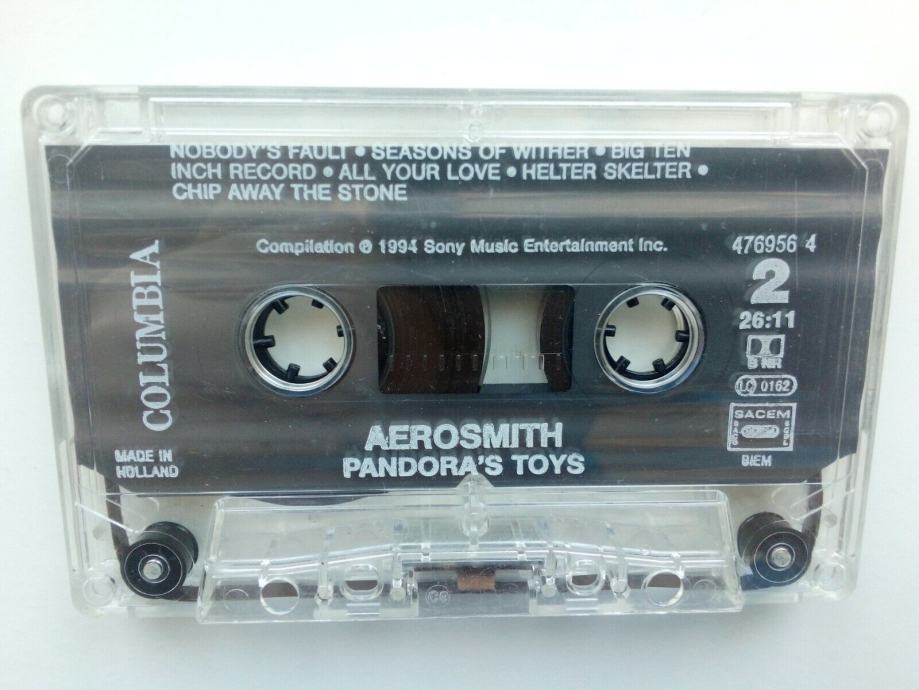 NOBODY'S FAULT • SEASONS OF WITHER • BIG TEN
INCH RECORD • ALL YOUR LOVE • HELTER SKELTER •
CHIP AWAY THE STONE
Compilation ℗ 1994 Sony Music Entertainment Inc.
476956 4
2
26:11
B NR
LC 0162
SACEM
BIEM
COLUMBIA
MADE IN
HOLLAND
AEROSMITH
PANDORA'S TOYS